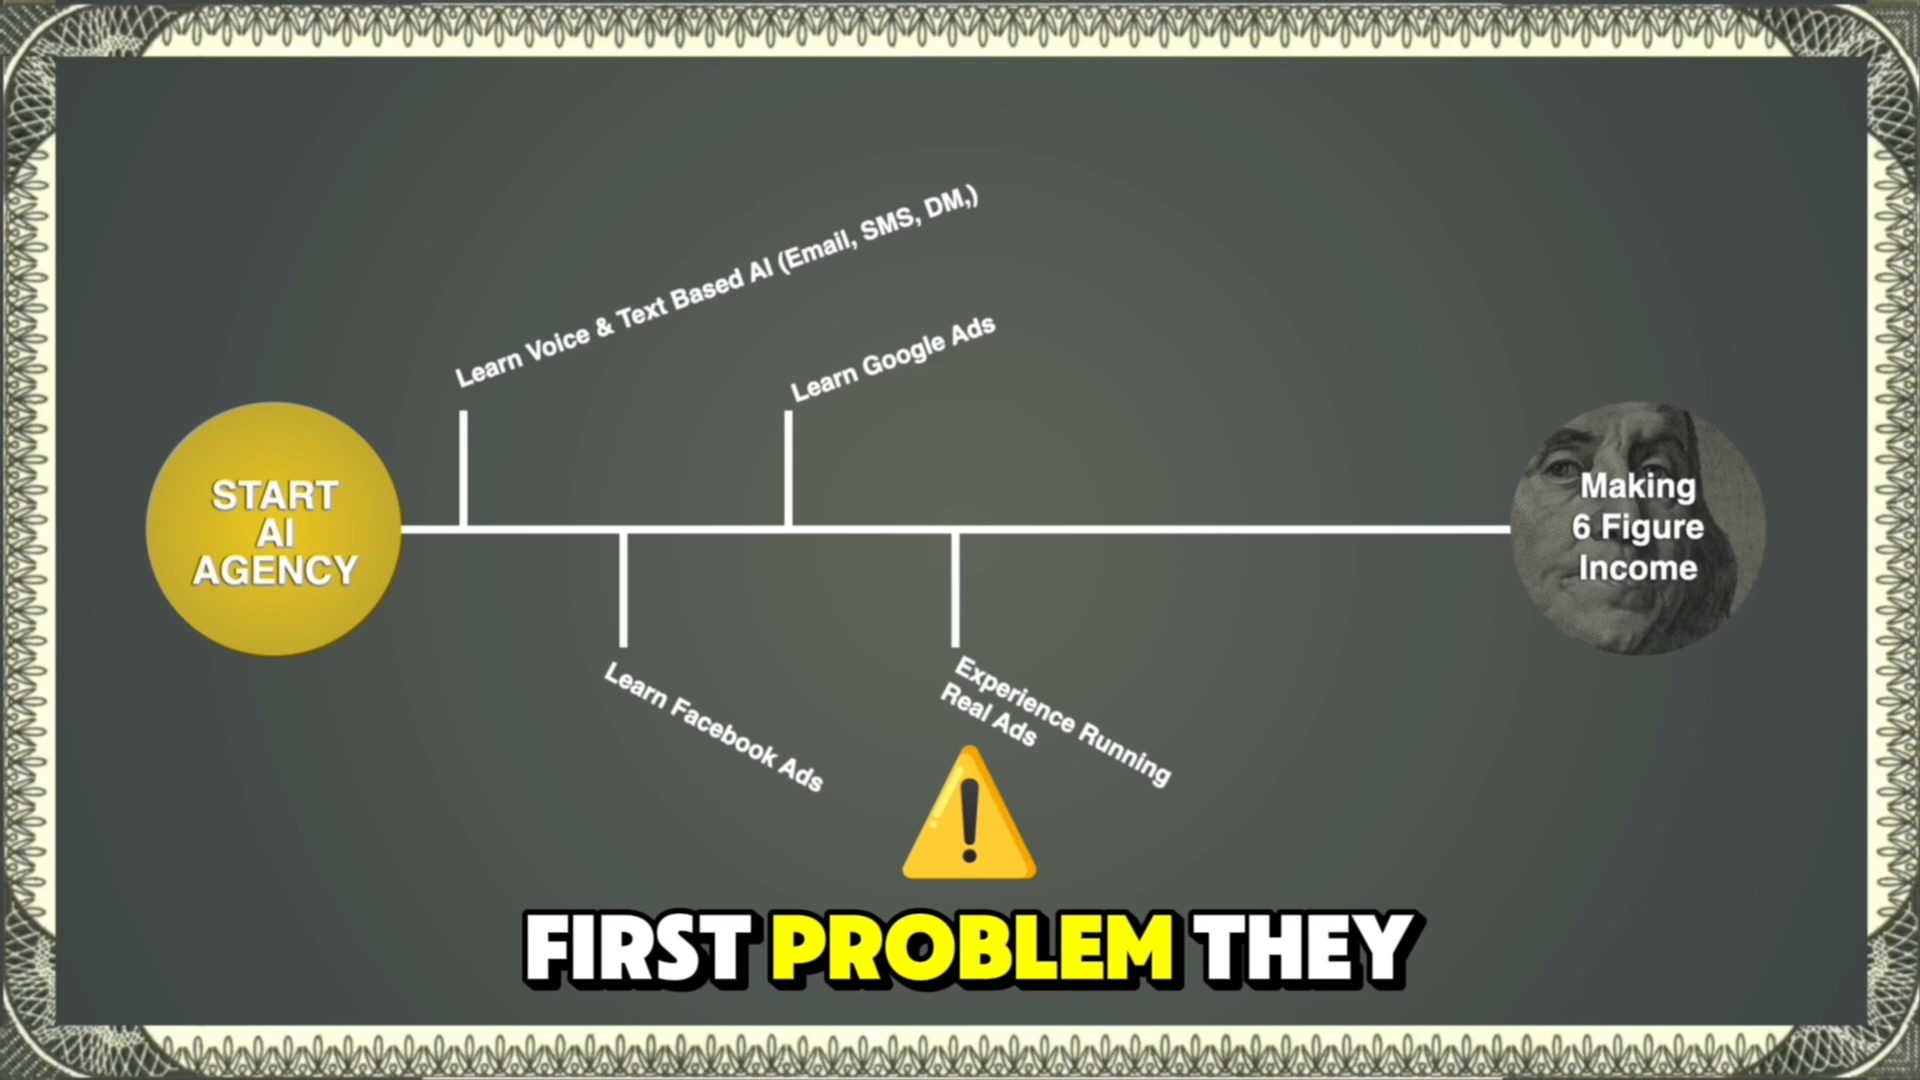 Learn Voice & Text Based AI (Email, SMS, DM,)
Learn Google Ads
START
AI
AGENCY
Making
6 Figure
Income
Learn Facebook Ads
Experience Running
Real Ads
FIRST PROBLEM THEY